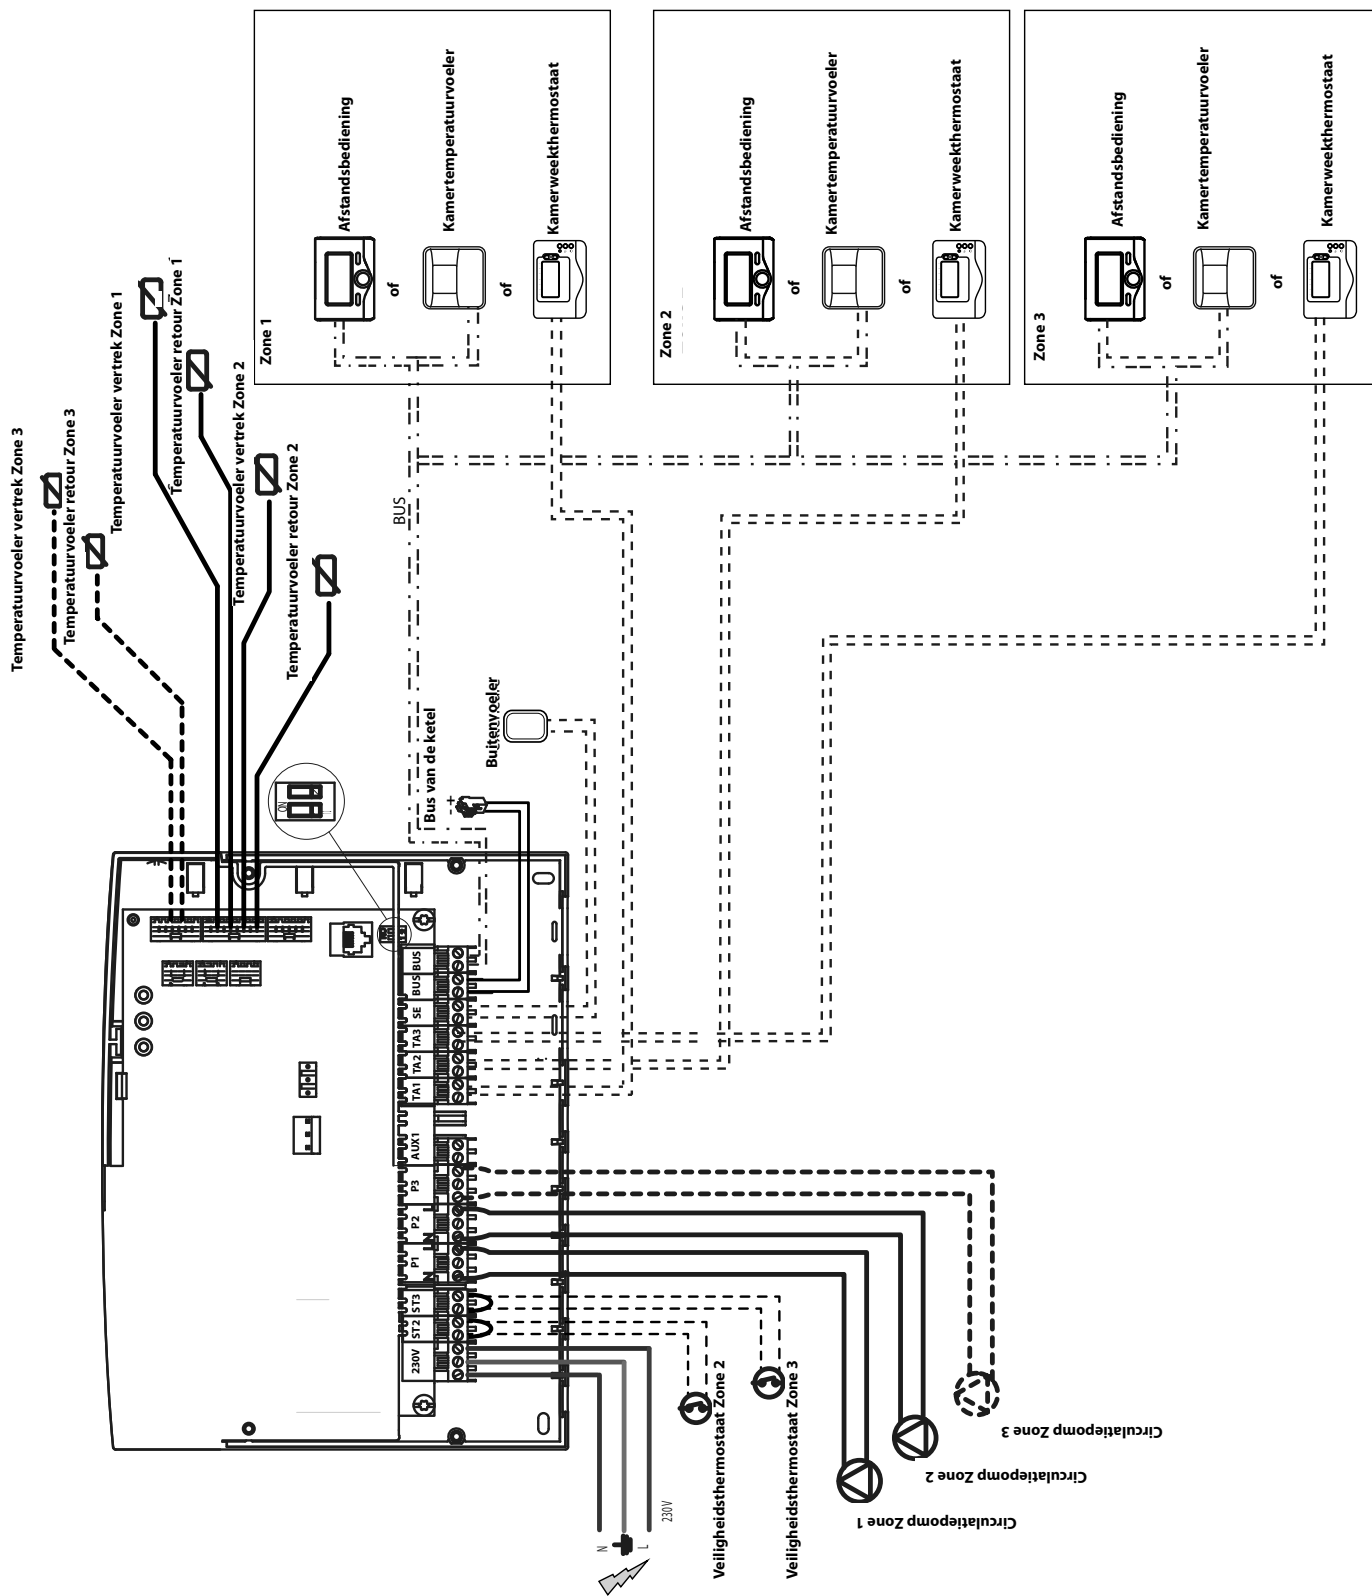 Temperatuurvoeler vertrek Zone 3
Temperatuurvoeler retour Zone 3
Temperatuurvoeler vertrek Zone 1
Temperatuurvoeler retour Zone 1
Temperatuurvoeler vertrek Zone 2
Temperatuurvoeler retour Zone 2
Zone 1
Afstandsbediening
of
Kamertemperatuurvoeler
of
Kamerweekthermostaat
Zone 2
Afstandsbediening
of
Kamertemperatuurvoeler
of
Kamerweekthermostaat
Zone 3
Afstandsbediening
of
Kamertemperatuurvoeler
of
Kamerweekthermostaat
BUS
Bus van de ketel
- +
Buitenvoeler
ON
BUS
BUS
SE
TA3
TA2
TA1
AUX1
P3
P2
P1
ST3
ST2
230V
L
N
L
N
N
L
230V
Veiligheidsthermostaat Zone 2
Veiligheidsthermostaat Zone 3
Circulatiepomp Zone 1
Circulatiepomp Zone 2
Circulatiepomp Zone 3